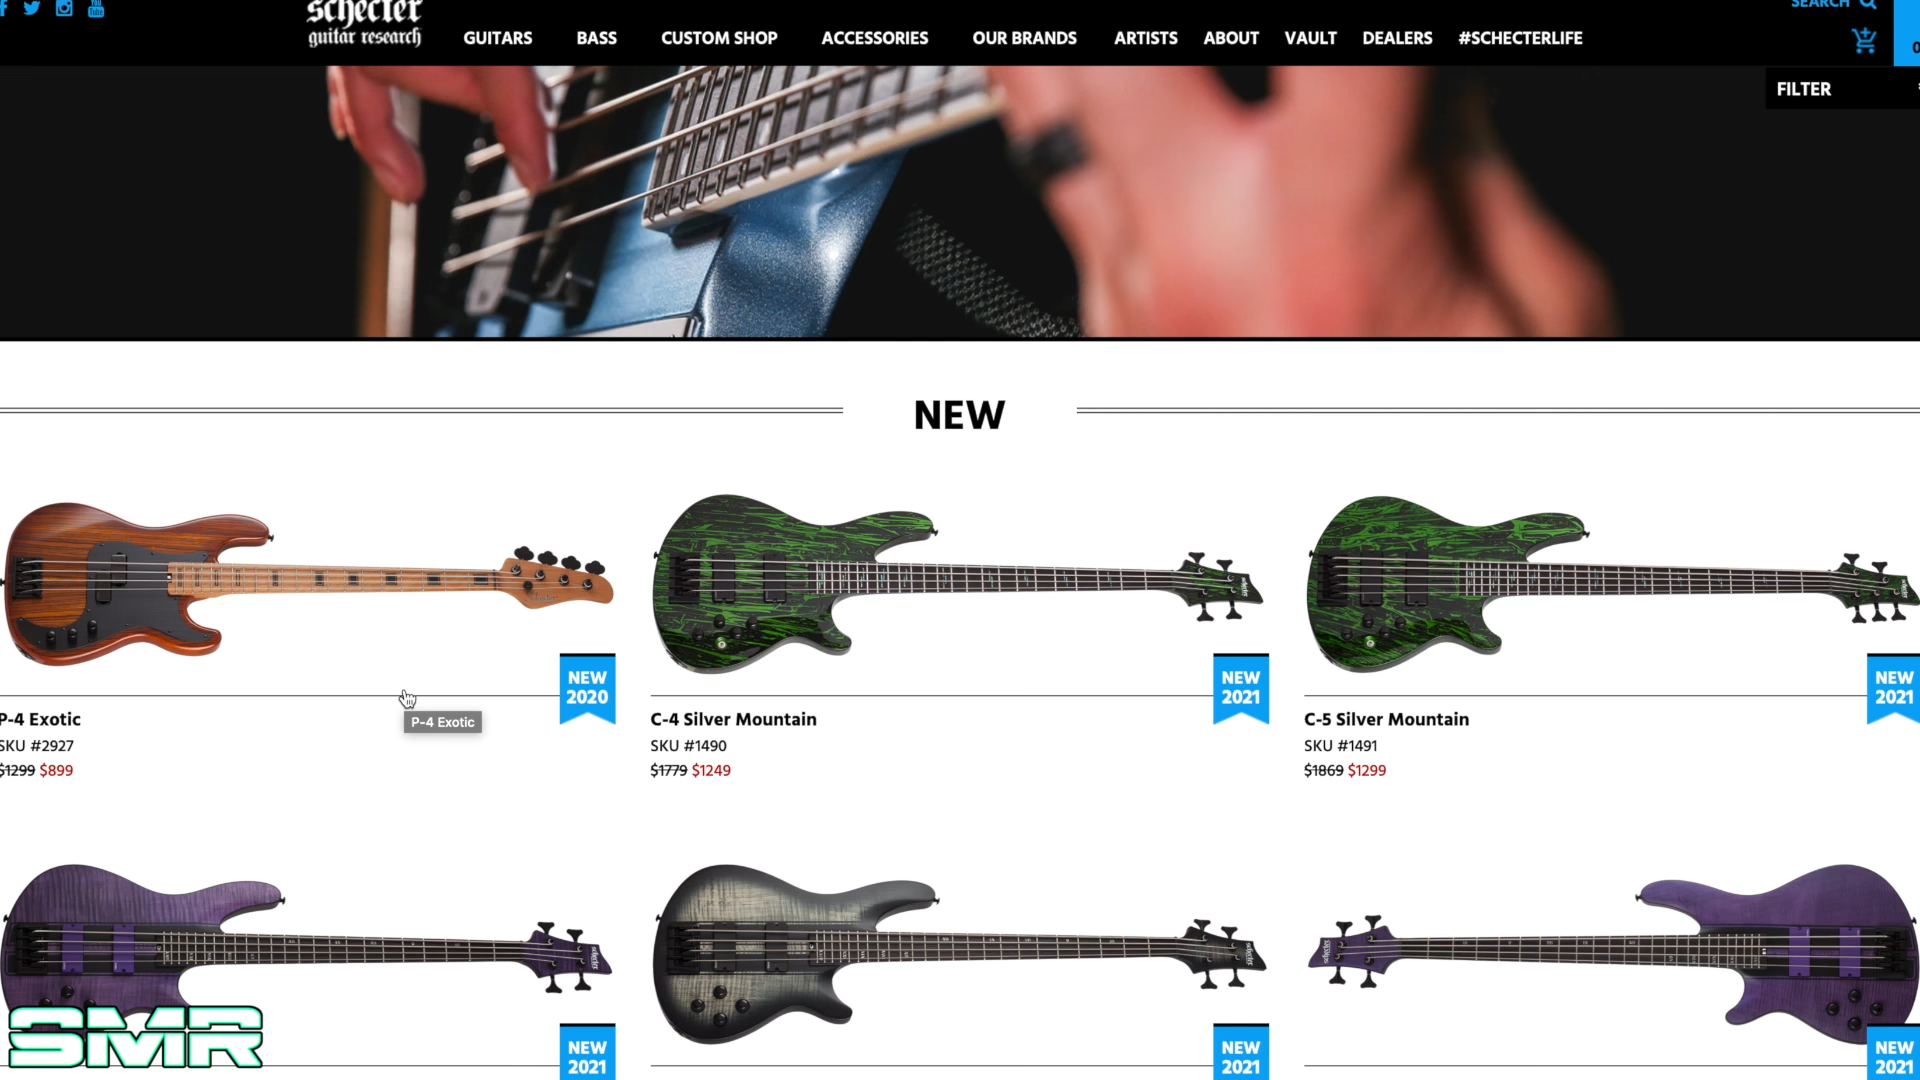 SEARCH
schecter
guitar research
GUITARS BASS CUSTOM SHOP ACCESSORIES OUR BRANDS ARTISTS ABOUT VAULT DEALERS #SCHECTERLIFE
FILTER
NEW
NEW
2020
NEW
2021
NEW
2021
P-4 Exotic
SKU #2927
$1299 $899
P-4 Exotic
C-4 Silver Mountain
SKU #1490
$1779 $1249
C-5 Silver Mountain
SKU #1491
$1869 $1299
SMR
NEW
2021
NEW
2021
NEW
2021